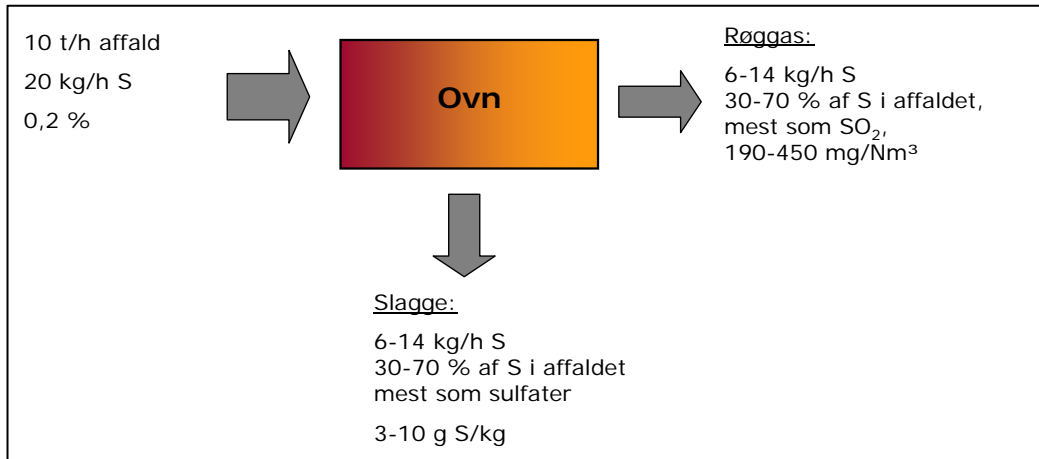 10 t/h affald
20 kg/h S
0,2 %
Ovn
Røggas:
6-14 kg/h S
30-70 % af S i affaldet,
mest som SO₂,
190-450 mg/Nm³
Slagge:
6-14 kg/h S
30-70 % af S i affaldet
mest som sulfater
3-10 g S/kg